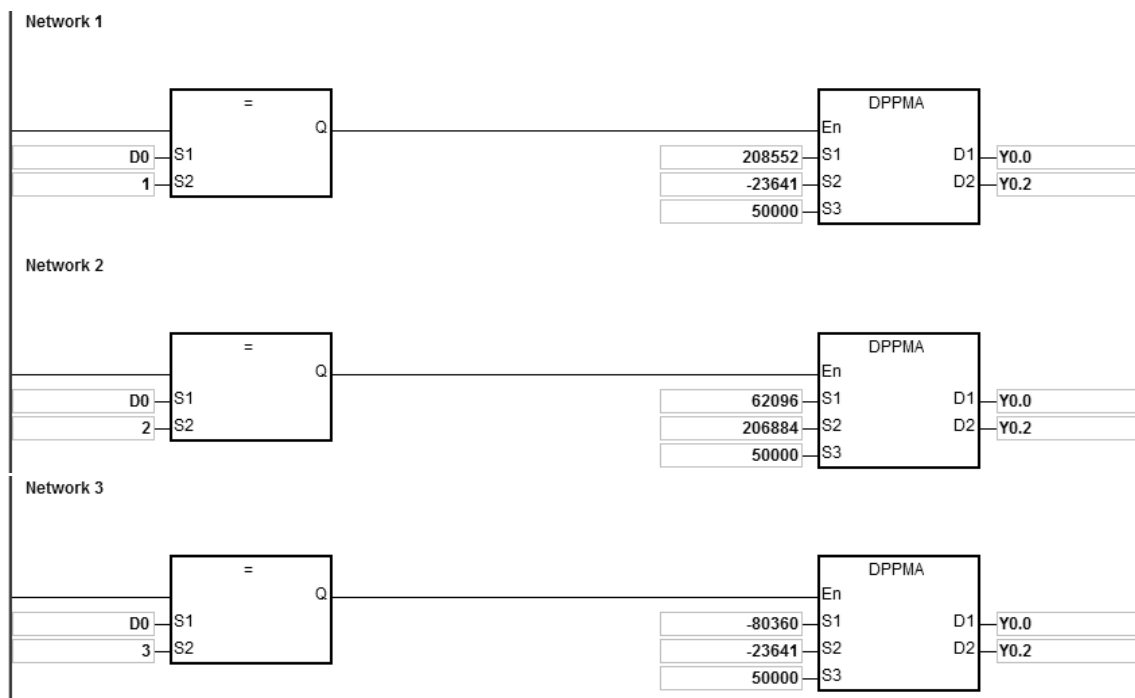 Network 1
= DPPMA
Q En
D0 S1 208552 S1 D1 Y0.0
1 S2 -23641 S2 D2 Y0.2
50000 S3
Network 2
= DPPMA
Q En
D0 S1 62096 S1 D1 Y0.0
2 S2 206884 S2 D2 Y0.2
50000 S3
Network 3
= DPPMA
Q En
D0 S1 -80360 S1 D1 Y0.0
3 S2 -23641 S2 D2 Y0.2
50000 S3